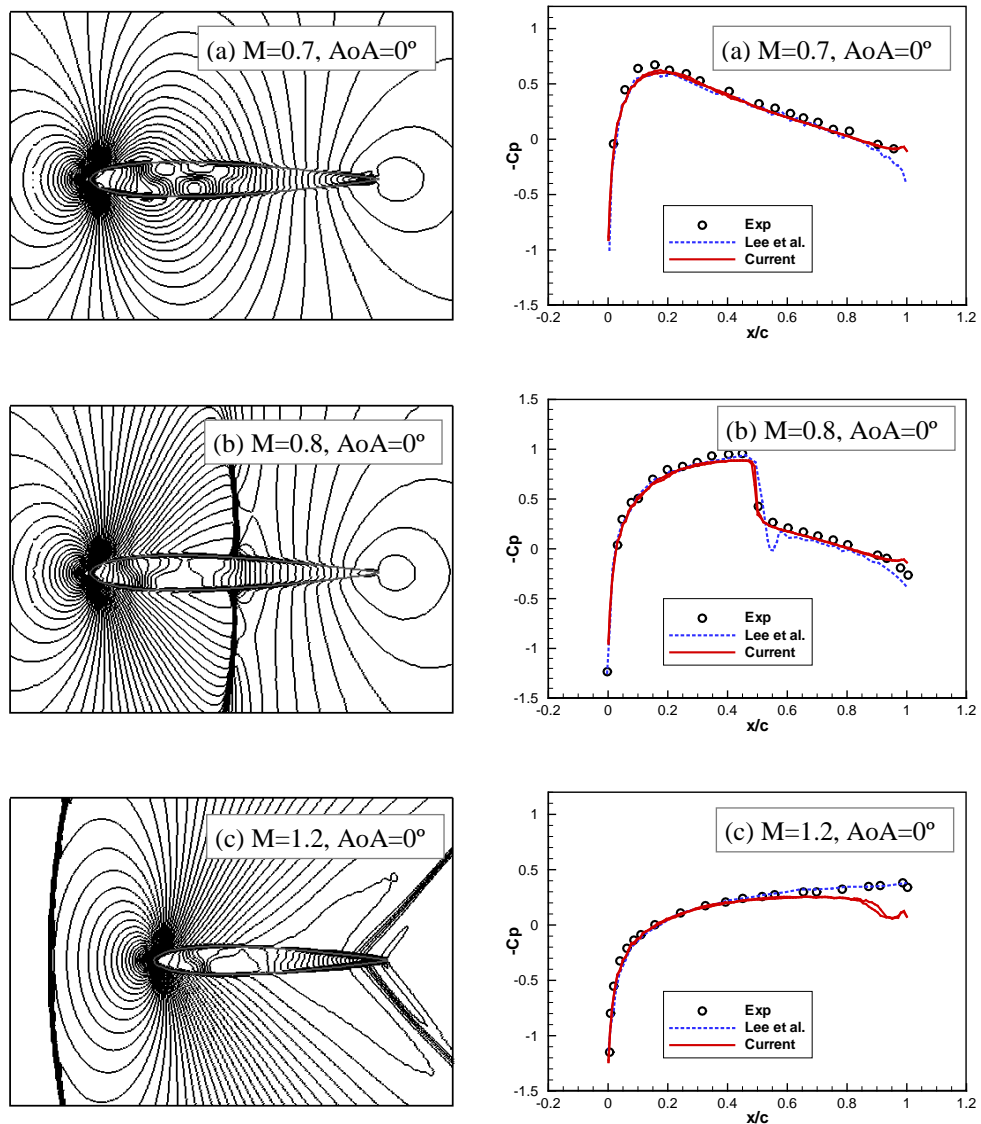 (a) M=0.7, AoA=0º
(a) M=0.7, AoA=0º
1
0.5
0
-0.5
-1
-1.5
-Cp
Exp
Lee et al.
Current
-0.2 0 0.2 0.4 0.6 0.8 1 1.2
x/c
(b) M=0.8, AoA=0º
(b) M=0.8, AoA=0º
1.5
1
0.5
0
-0.5
-1
-1.5
-Cp
Exp
Lee et al.
Current
-0.2 0 0.2 0.4 0.6 0.8 1 1.2
x/c
(c) M=1.2, AoA=0º
(c) M=1.2, AoA=0º
1
0.5
0
-0.5
-1
-1.5
-Cp
Exp
Lee et al.
Current
-0.2 0 0.2 0.4 0.6 0.8 1 1.2
x/c